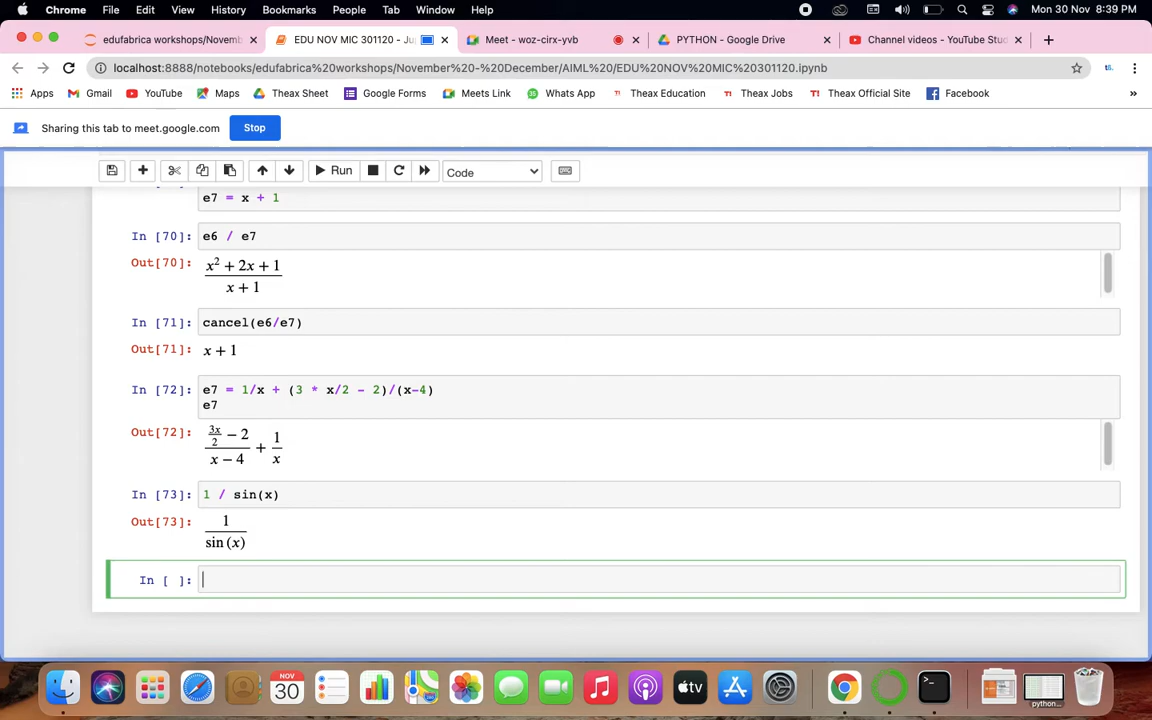 Chrome File Edit View History Bookmarks People Tab Window Help Mon 30 Nov 8:39 PM
edufabrica workshops/Novemb EDU NOV MIC 301120 - Ju Meet - woz-cirx-yvb PYTHON - Google Drive Channel videos - YouTube Stu
localhost:8888/notebooks/edufabrica%20workshops/November%20-%20December/AIML%20/EDU%20NOV%20MIC%20301120.ipynb
Apps Gmail YouTube Maps Theax Sheet Google Forms Meets Link Whats App Theax Education Theax Jobs Theax Official Site Facebook »
Sharing this tab to meet.google.com Stop
Run Code
e7 = x + 1
In [70]: e6 / e7
Out[70]: x² + 2x + 1
x + 1
In [71]: cancel(e6/e7)
Out[71]: x + 1
In [72]: e7 = 1/x + (3 * x/2 - 2)/(x-4)
e7
Out[72]: 3x/2 − 2 + 1
x − 4 x
In [73]: 1 / sin(x)
Out[73]: 1
sin (x)
In [ ]:
NOV
30
python...